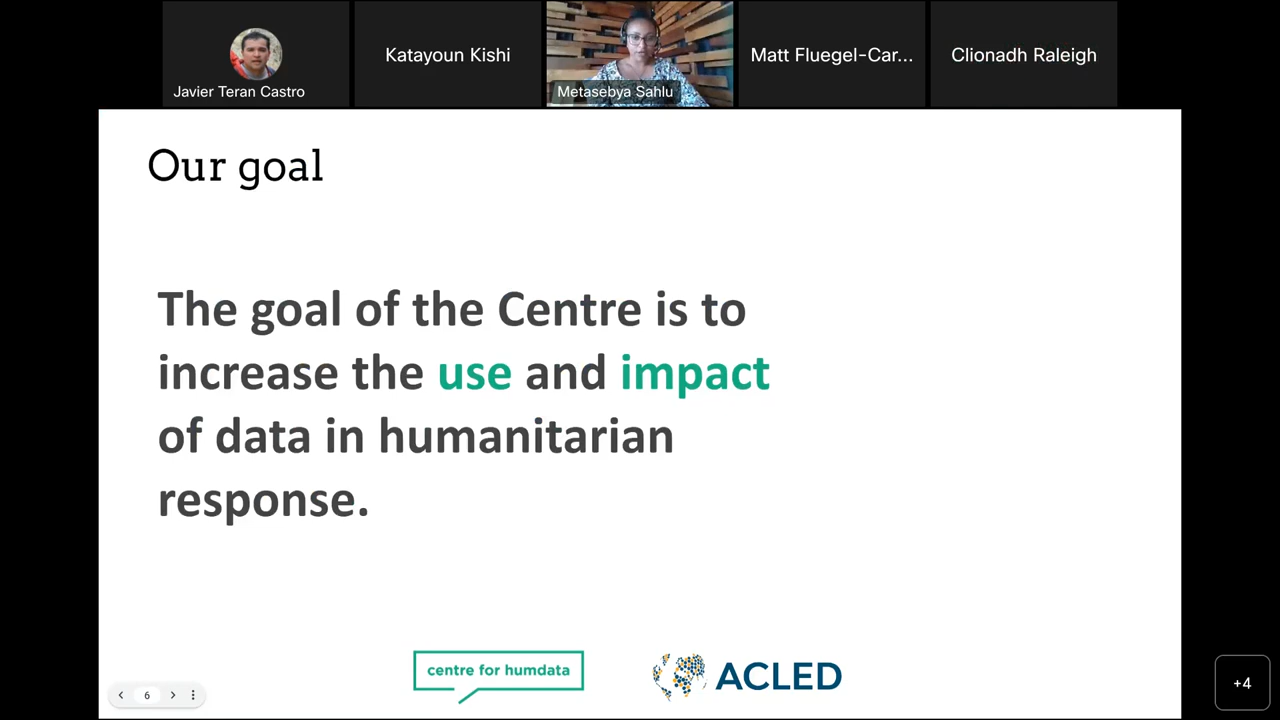 Javier Teran Castro
Katayoun Kishi
Metasebya Sahlu
Matt Fluegel-Car...
Clionadh Raleigh
Our goal
The goal of the Centre is to
increase the use and impact
of data in humanitarian
response.
centre for humdata
ACLED
6
+4